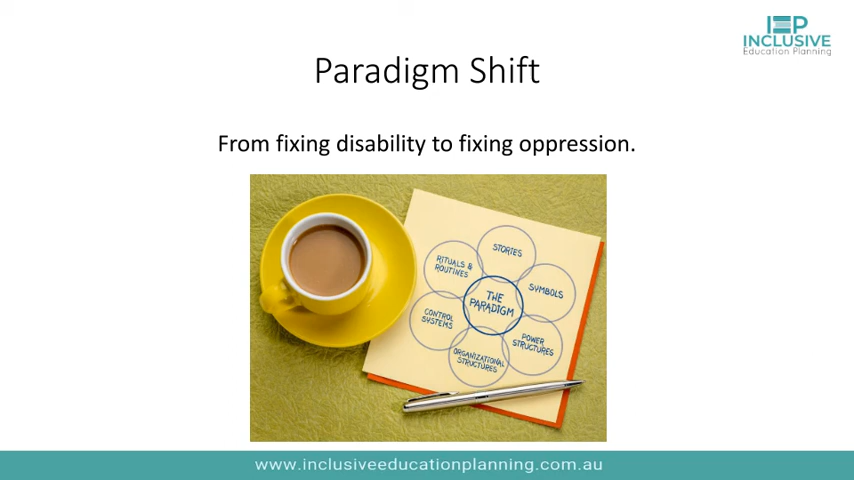 IEP
INCLUSIVE
Education Planning
Paradigm Shift
From fixing disability to fixing oppression.
STORIES
RITUALS &
ROUTINES
SYMBOLS
THE
PARADIGM
CONTROL
SYSTEMS
POWER
STRUCTURES
ORGANIZATIONAL
STRUCTURES
www.inclusiveeducationplanning.com.au